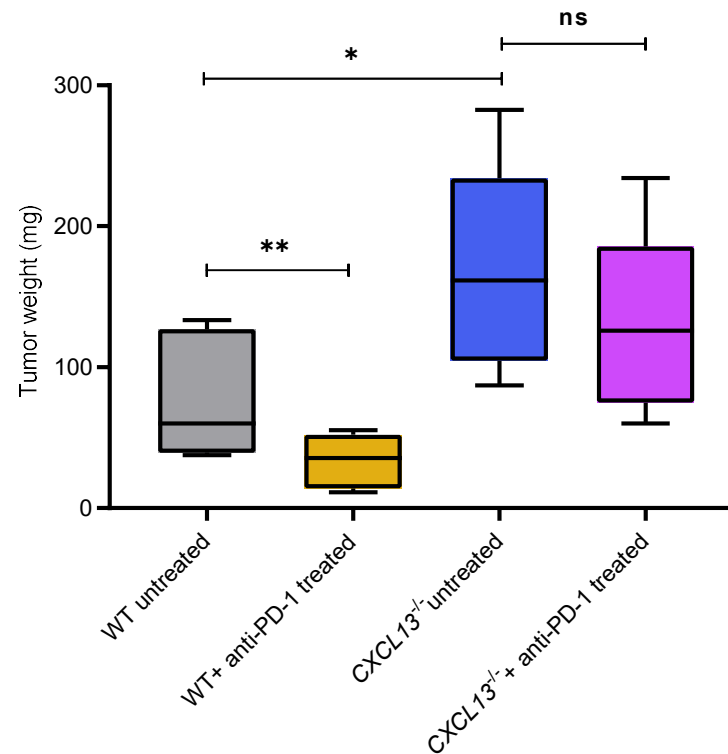 ns
*
300
**
200
Tumor weight (mg)
100
0
WT untreated
WT+ anti-PD-1 treated
CXCL13-/- untreated
CXCL13-/-+ anti-PD-1 treated